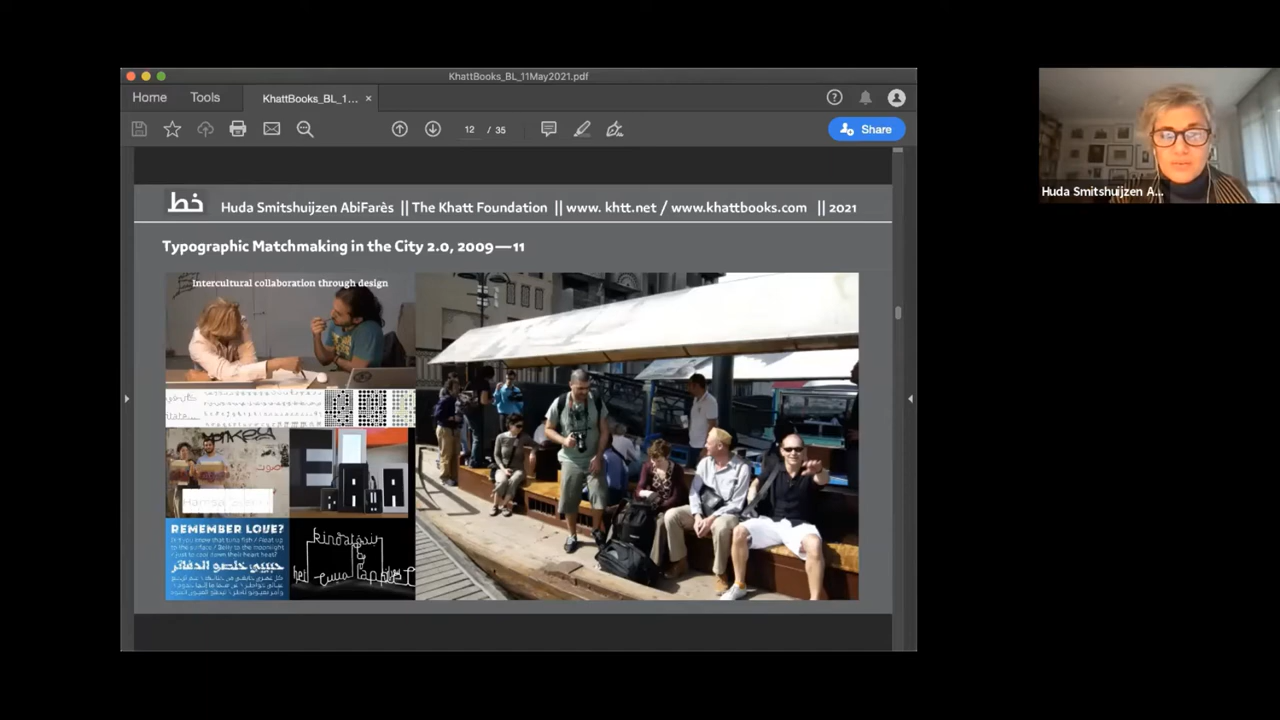 KhattBooks_BL_11May2021.pdf
Home
Tools
KhattBooks_BL_1... ×
12 / 35
Share
خط
Huda Smitshuijzen AbiFarès || The Khatt Foundation || www. khtt.net / www.khattbooks.com || 2021
Typographic Matchmaking in the City 2.0, 2009—11
Intercultural collaboration through design
صوت
REMEMBER LOVE?
حبيبي خلصو الدفاتر
Huda Smitshuijzen A...